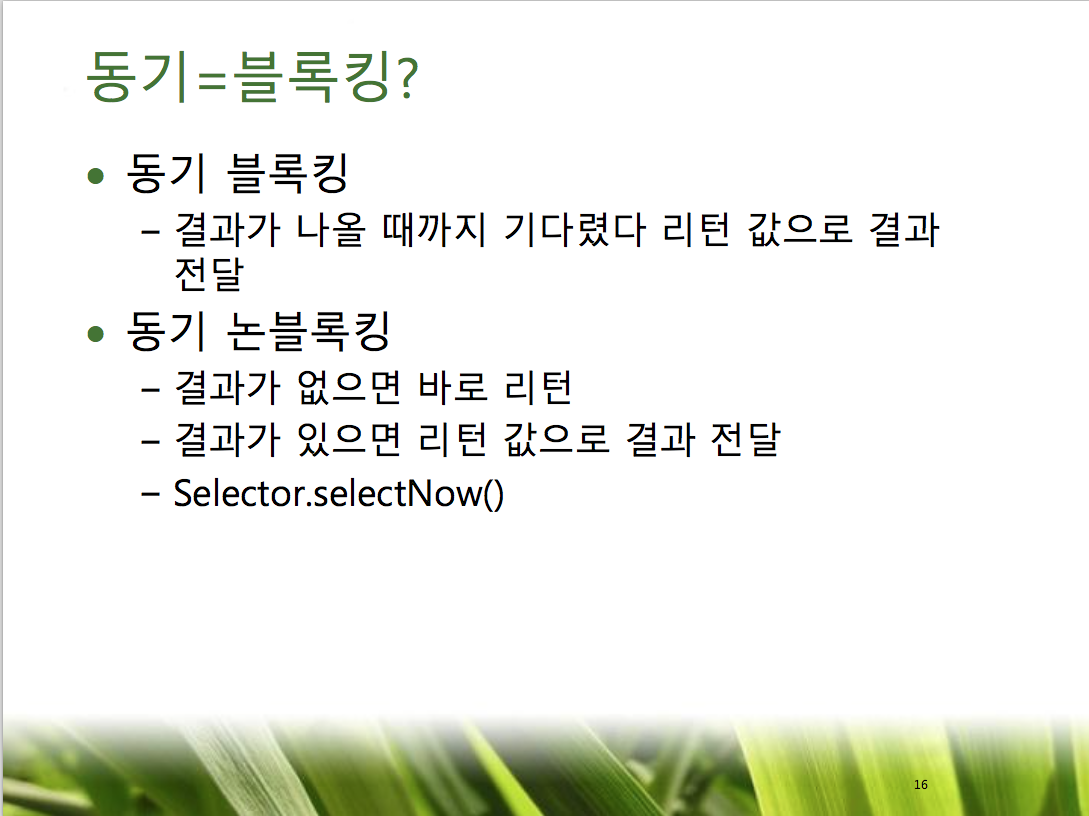 동기=블록킹?
• 동기 블록킹
– 결과가 나올 때까지 기다렸다 리턴 값으로 결과
전달
• 동기 논블록킹
– 결과가 없으면 바로 리턴
– 결과가 있으면 리턴 값으로 결과 전달
– Selector.selectNow()
16